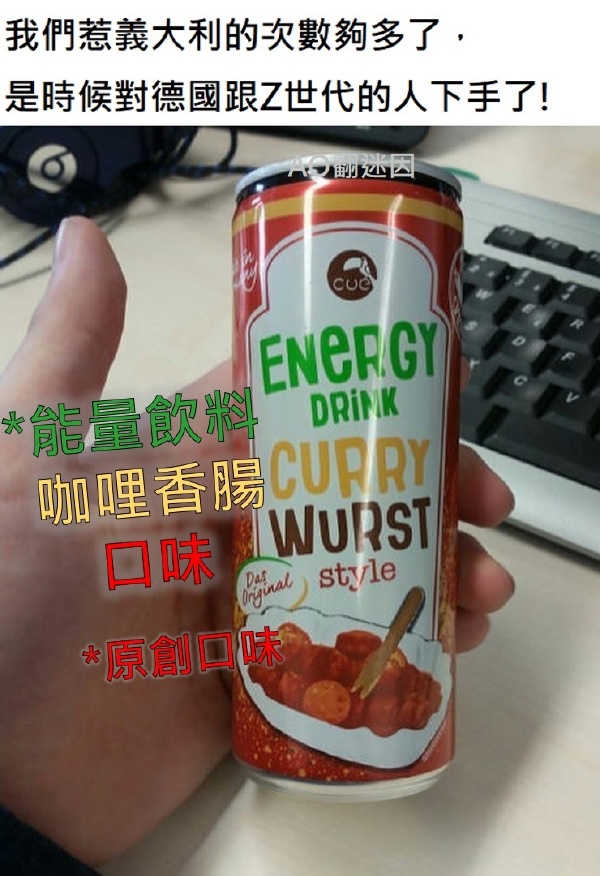 我們惹義大利的次數夠多了，
是時候對德國跟Z世代的人下手了!
AO翻迷因
cue
ENERGY
DRiNK
CURRY
WURST
style
Das
Original
*能量飲料
咖哩香腸
口味
*原創口味
W
E
R
S
D
F
C
V